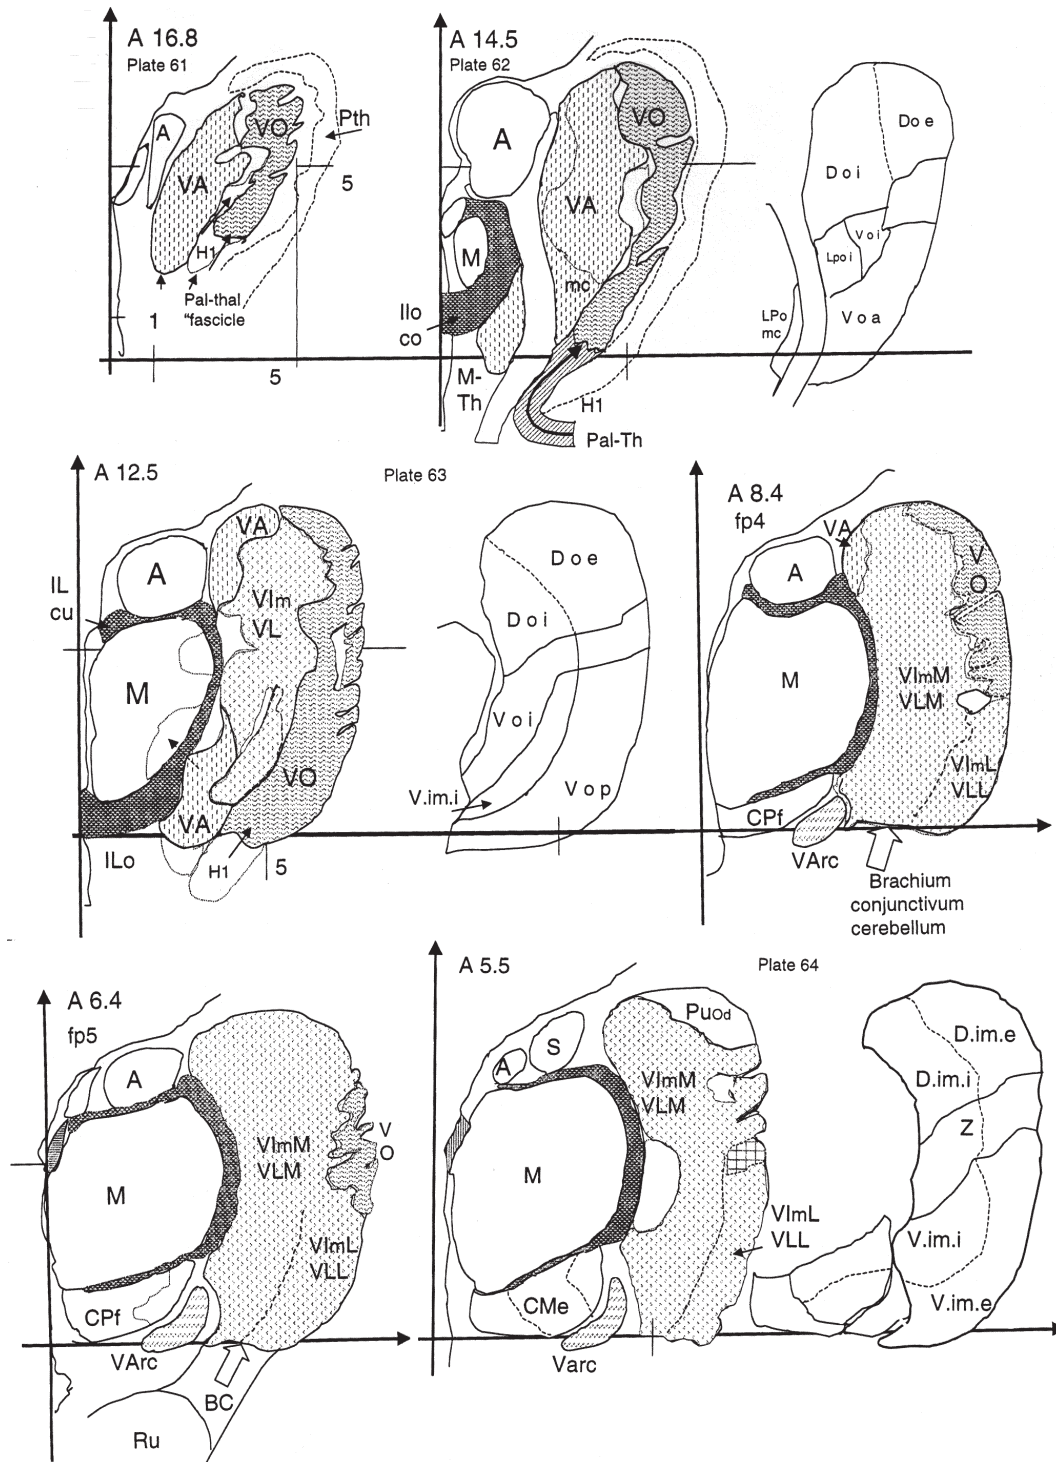 A 16.8
Plate 61
A
VO
Pth
VA
5
H1
Pal-thal
"fascicle
1
5
A 14.5
Plate 62
A
VO
VA
M
mc
Ilo
co
M-
Th
H1
Pal-Th
Do e
D o i
V o i
Lpo i
LPo
mc
V o a
A 12.5
Plate 63
VA
A
IL
cu
VIm
VL
M
VO
VA
ILo
H1
5
D o e
D o i
V o i
V.im.i
V o p
A 8.4
fp4
VA
A
V
O
M
VImM
VLM
VImL
VLL
CPf
VArc
Brachium
conjunctivum
cerebellum
A 6.4
fp5
A
V
O
VImM
VLM
M
VImL
VLL
CPf
VArc
BC
Ru
A 5.5
Plate 64
PuOd
S
A
VImM
VLM
M
VImL
VLL
CMe
Varc
D.im.e
D.im.i
Z
V.im.i
V.im.e